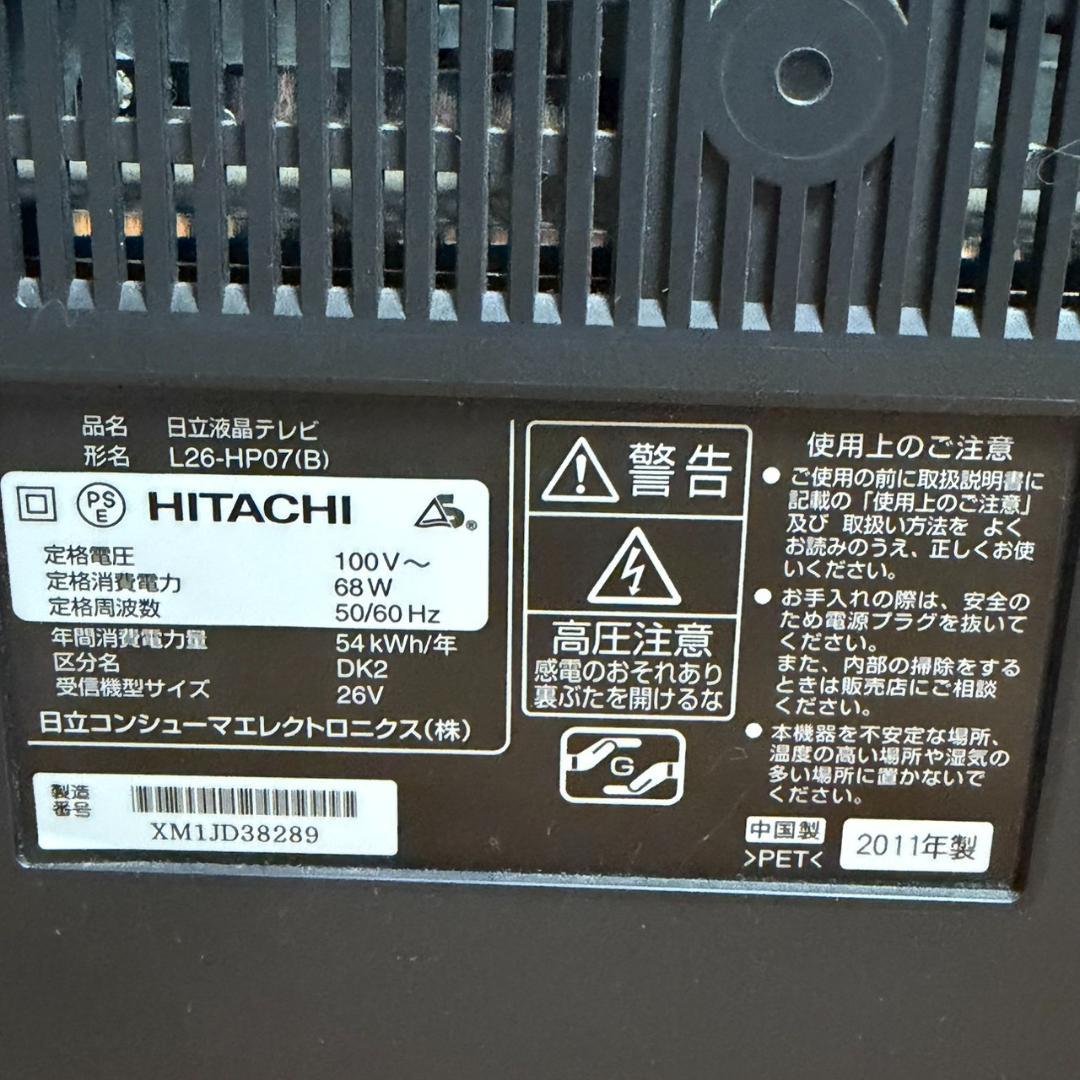 品名 日立液晶テレビ
形名 L26-HP07(B)
PS
E
HITACHI
S
®
定格電圧 100V～
定格消費電力 68W
定格周波数 50/60Hz
年間消費電力量 54kWh/年
区分名 DK2
受信機型サイズ 26V
日立コンシューマエレクトロニクス(株)
製造
番号
XM1JD38289
警告
高圧注意
感電のおそれあり
裏ぶたを開けるな
G
使用上のご注意
● ご使用の前に取扱説明書に
記載の「使用上のご注意」
及び 取扱い方法を よく
お読みのうえ、正しくお使
いください。
● お手入れの際は、安全の
ため電源プラグを抜いて
ください。
また、内部の掃除をする
ときは販売店にご相談
ください。
● 本機器を不安定な場所、
温度の高い場所や湿気の
多い場所に置かないで
ください。
中国製
>PET<
2011年製